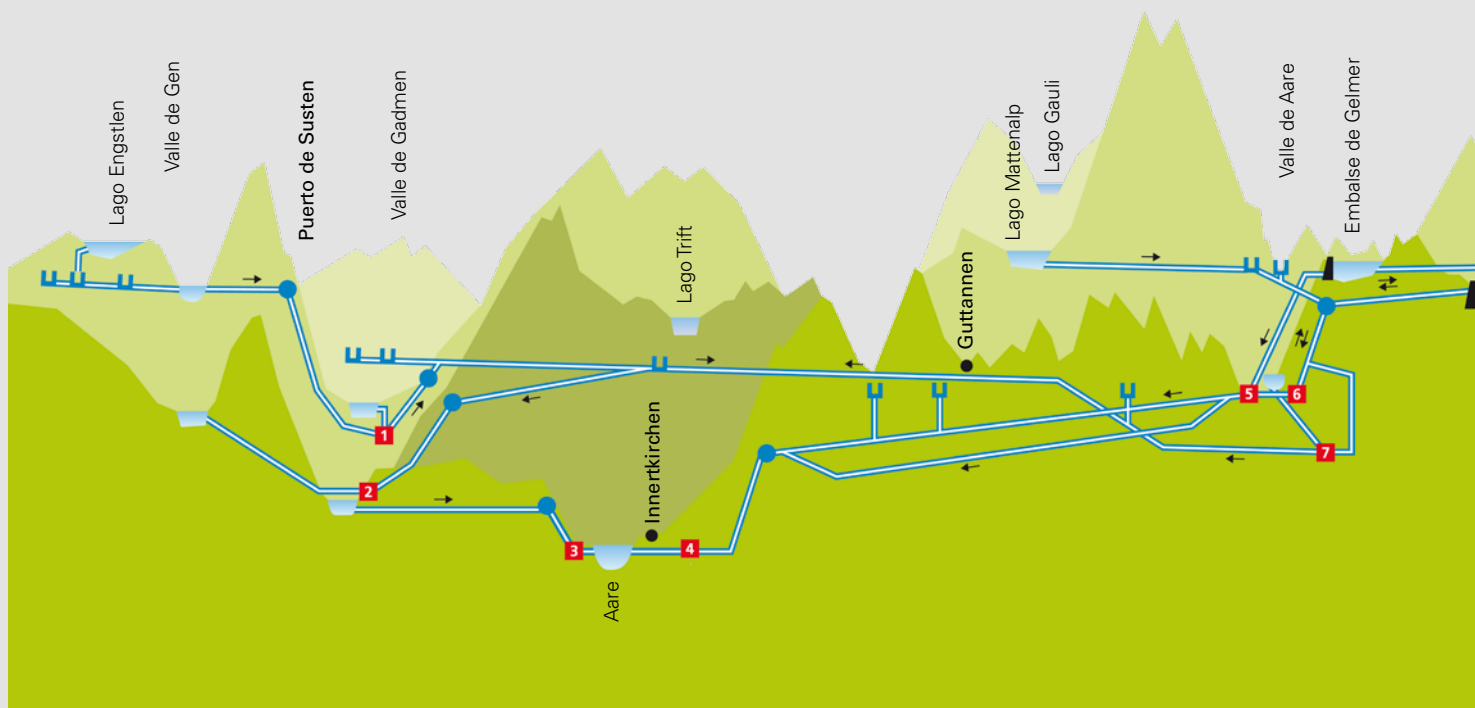 Lago Engstlen
Valle de Gen
Puerto de Susten
Valle de Gadmen
Lago Trift
Innertkirchen
Aare
Guttannen
Lago Mattenalp
Lago Gauli
Valle de Aare
Embalse de Gelmer
1
2
3
4
5
6
7